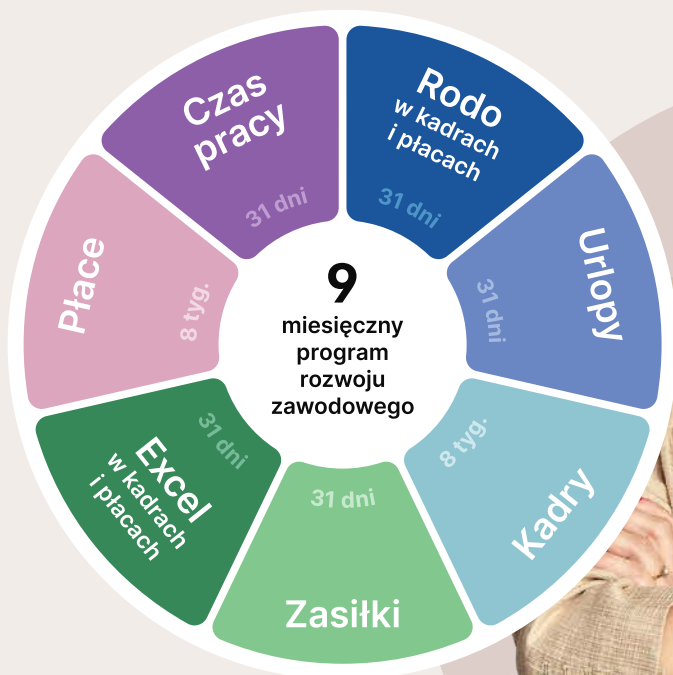 9
miesięczny
program
rozwoju
zawodowego
Rodo
w kadrach
i płacach
31 dni
Urlopy
31 dni
Kadry
8 tyg.
Zasiłki
31 dni
Excel
w kadrach
i płacach
31 dni
Płace
8 tyg.
Czas
pracy
31 dni